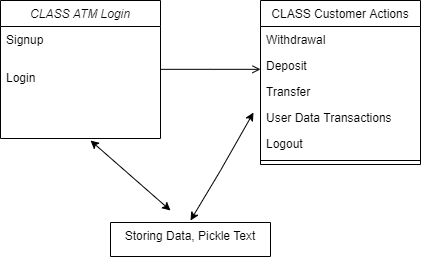 CLASS ATM Login
Signup
Login
CLASS Customer Actions
Withdrawal
Deposit
Transfer
User Data Transactions
Logout
Storing Data, Pickle Text